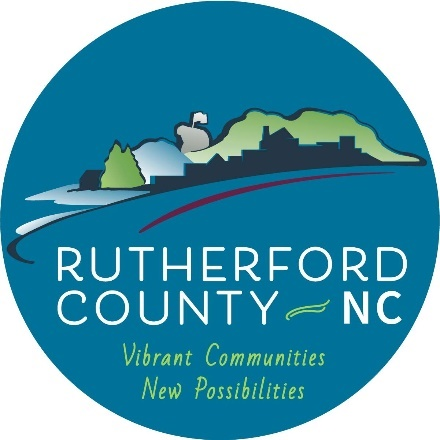 RUTHERFORD
COUNTY ~ NC
Vibrant Communities
New Possibilities